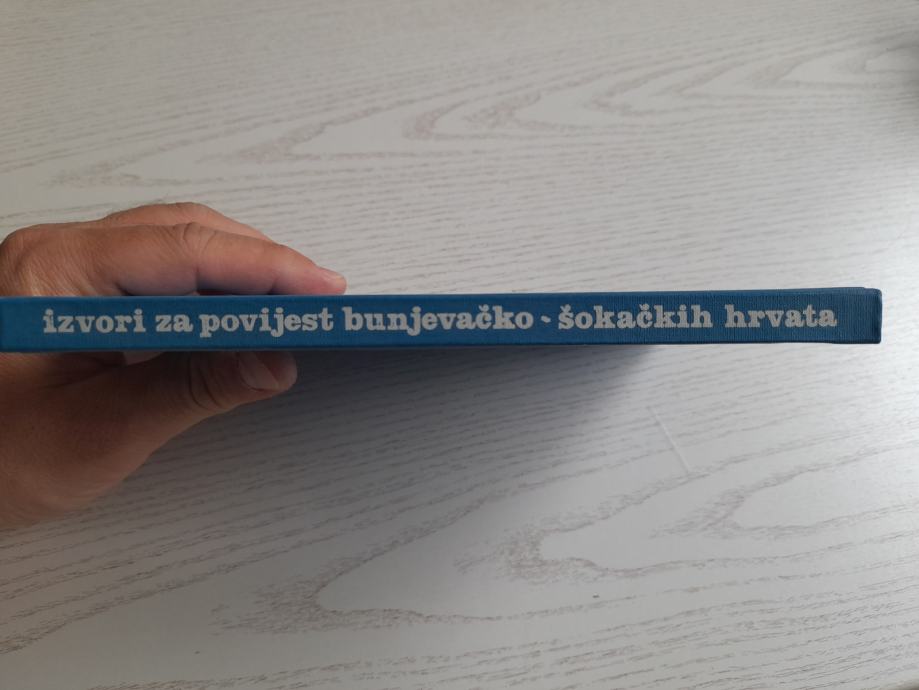 izvori za povijest bunjevačko - šokačkih hrvata